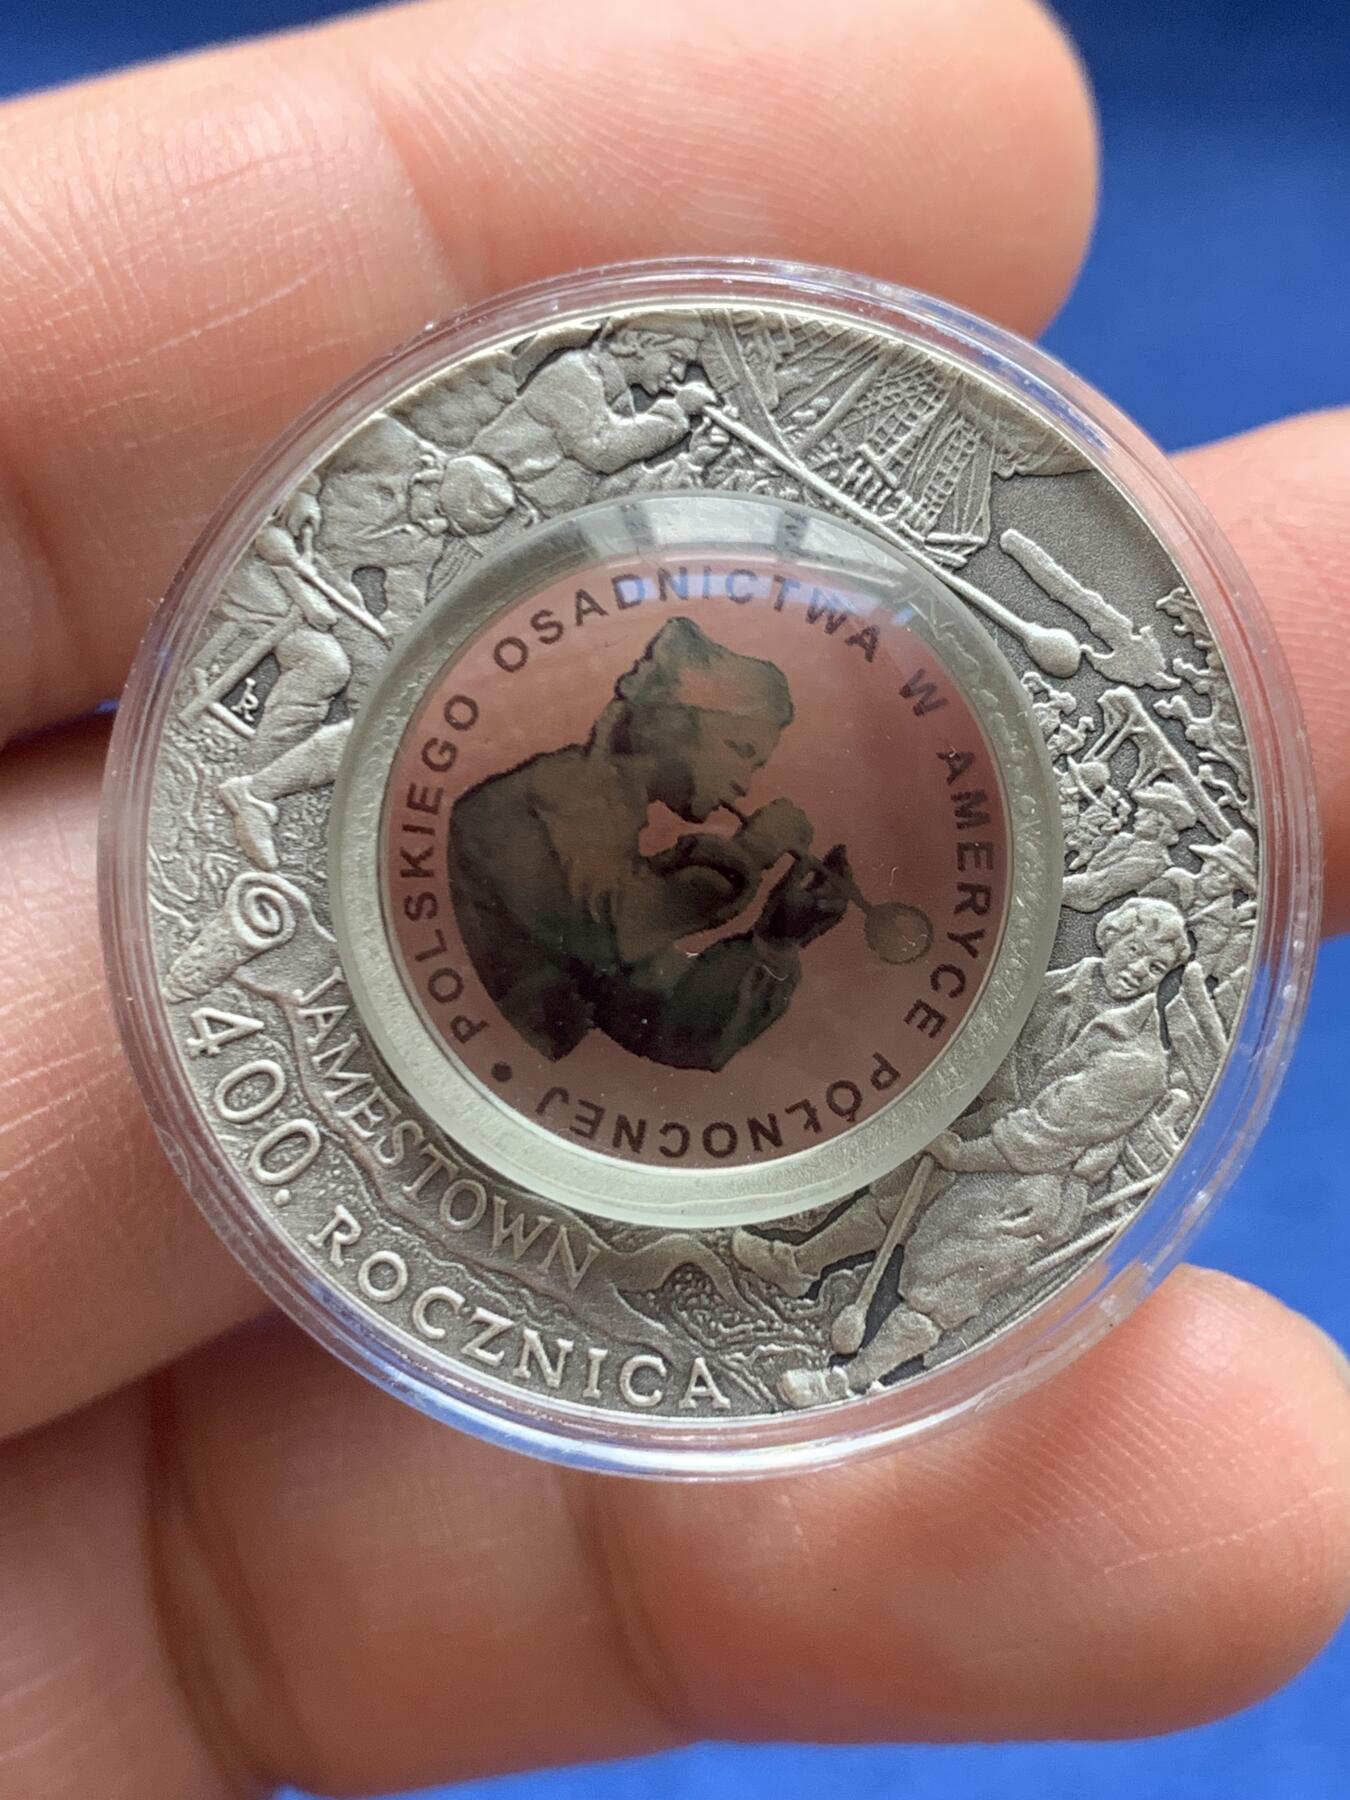 400. ROCZNICA
POLSKIEGO OSADNICTWA W AMERYCE PÓŁNOCNEJ •
JAMESTOWN